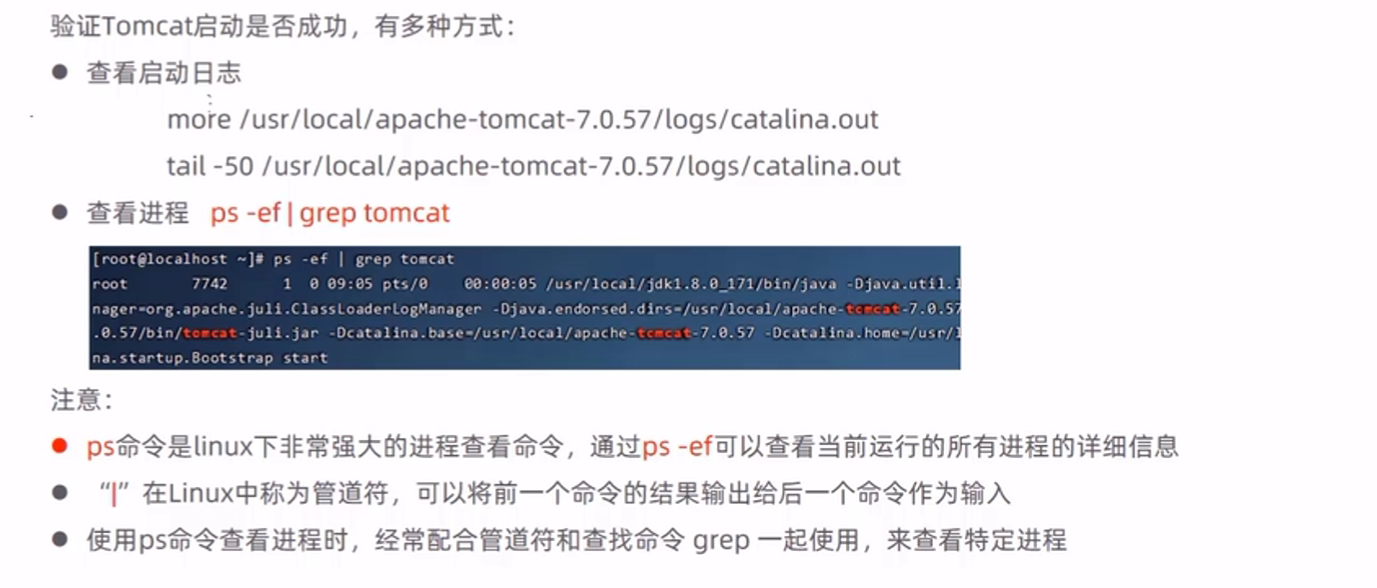 验证Tomcat启动是否成功，有多种方式：
● 查看启动日志
more /usr/local/apache-tomcat-7.0.57/logs/catalina.out
tail -50 /usr/local/apache-tomcat-7.0.57/logs/catalina.out
● 查看进程 ps -ef | grep tomcat
[root@localhost ~]# ps -ef | grep tomcat
root 7742 1 0 09:05 pts/0 00:00:05 /usr/local/jdk1.8.0_171/bin/java -Djava.util.l
nager=org.apache.juli.ClassLoaderLogManager -Djava.endorsed.dirs=/usr/local/apache-tomcat-7.0.57
.0.57/bin/tomcat-juli.jar -Dcatalina.base=/usr/local/apache-tomcat-7.0.57 -Dcatalina.home=/usr/l
na.startup.Bootstrap start
注意：
● ps命令是linux下非常强大的进程查看命令，通过ps -ef可以查看当前运行的所有进程的详细信息
● “|”在Linux中称为管道符，可以将前一个命令的结果输出给后一个命令作为输入
● 使用ps命令查看进程时，经常配合管道符和查找命令 grep 一起使用，来查看特定进程